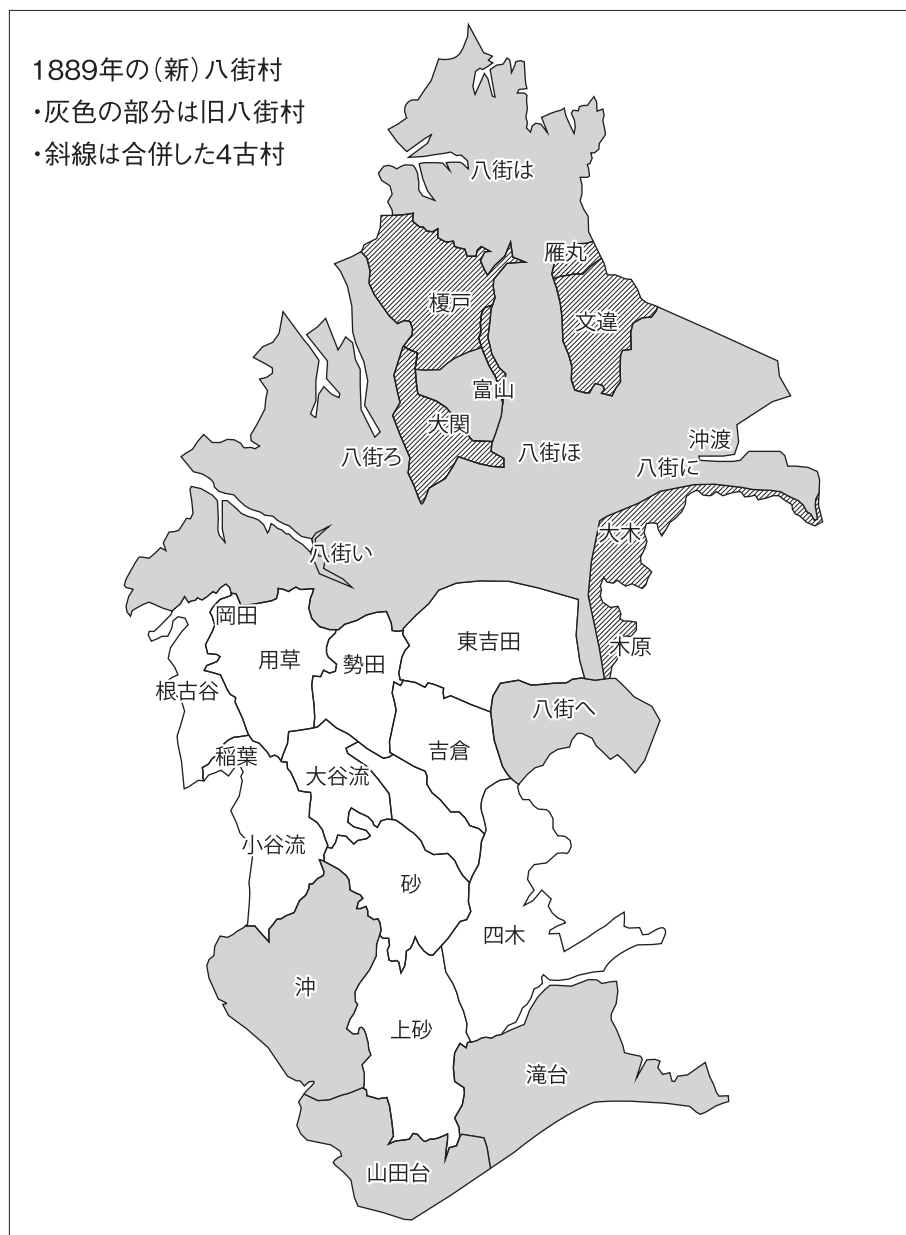 1889年の(新)八街村
・灰色の部分は旧八街村
・斜線は合併した4古村
八街は
雁丸
榎戸
文違
富山
大関
沖渡
八街ろ
八街ほ
八街に
大木
八街い
岡田
東吉田
木原
用草
勢田
根古谷
八街へ
吉倉
稲葉
大谷流
小谷流
砂
四木
沖
上砂
滝台
山田台